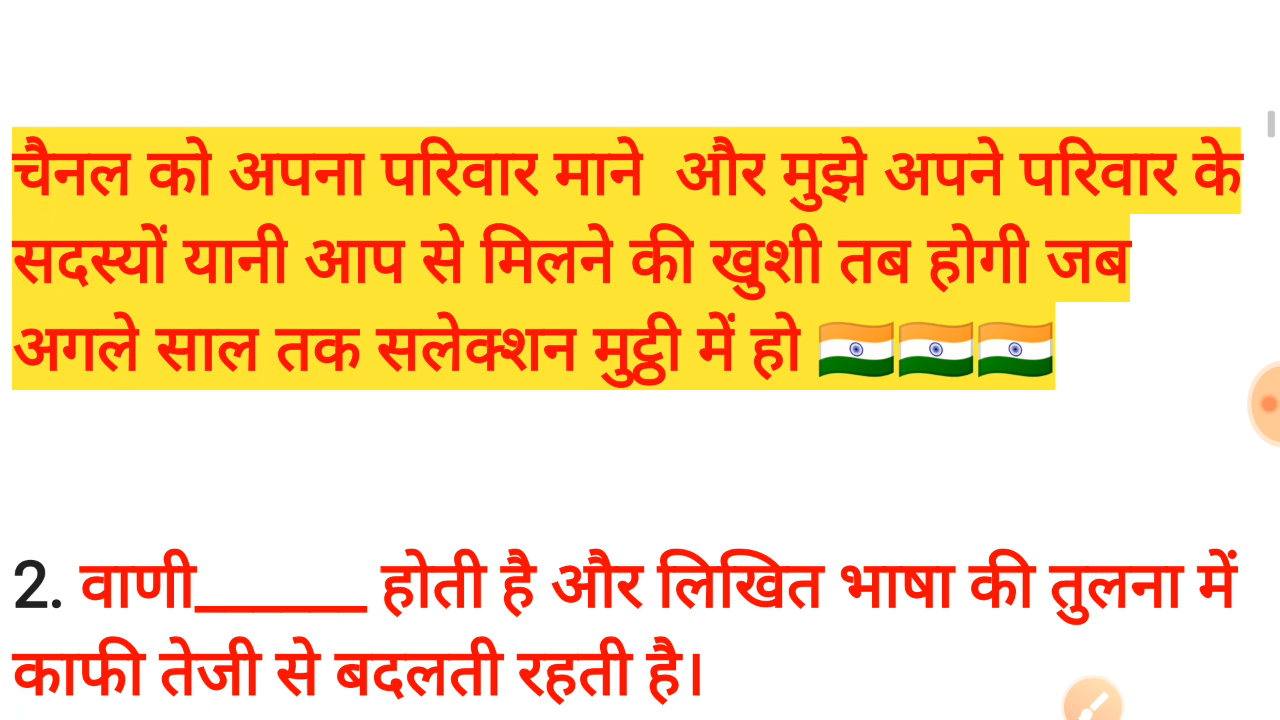 चैनल को अपना परिवार माने और मुझे अपने परिवार के
सदस्यों यानी आप से मिलने की खुशी तब होगी जब
अगले साल तक सलेक्शन मुट्ठी में हो 🇮🇳🇮🇳🇮🇳
2. वाणी______ होती है और लिखित भाषा की तुलना में
काफी तेजी से बदलती रहती है।